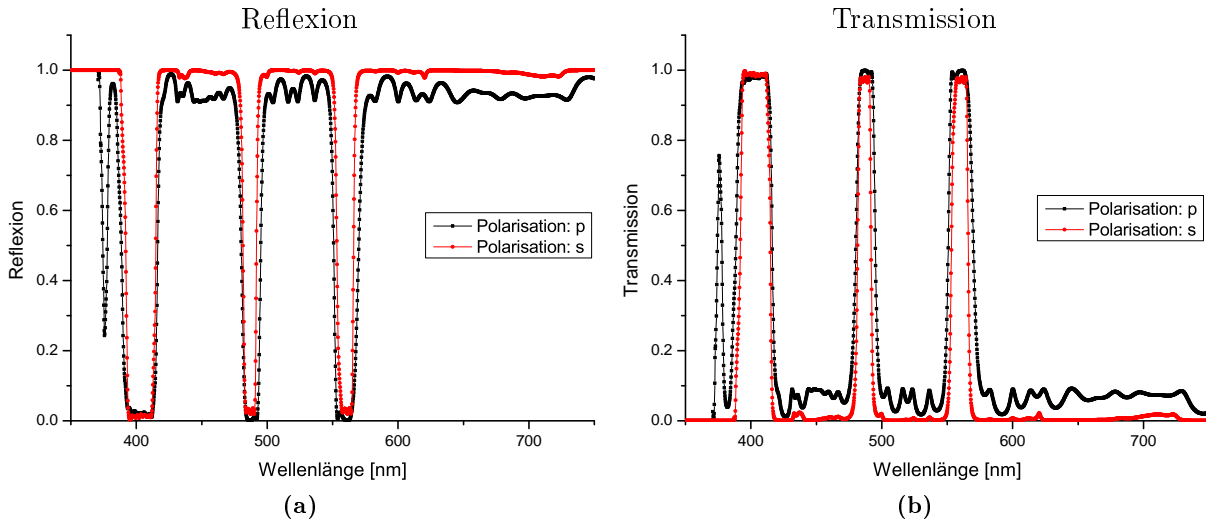 Reflexion
1.0
0.8
0.6
0.4
0.2
0.0
Reflexion
400
500
600
700
Wellenlänge [nm]
Polarisation: p
Polarisation: s
(a)
Transmission
1.0
0.8
0.6
0.4
0.2
0.0
Transmission
400
500
600
700
Wellenlänge [nm]
Polarisation: p
Polarisation: s
(b)